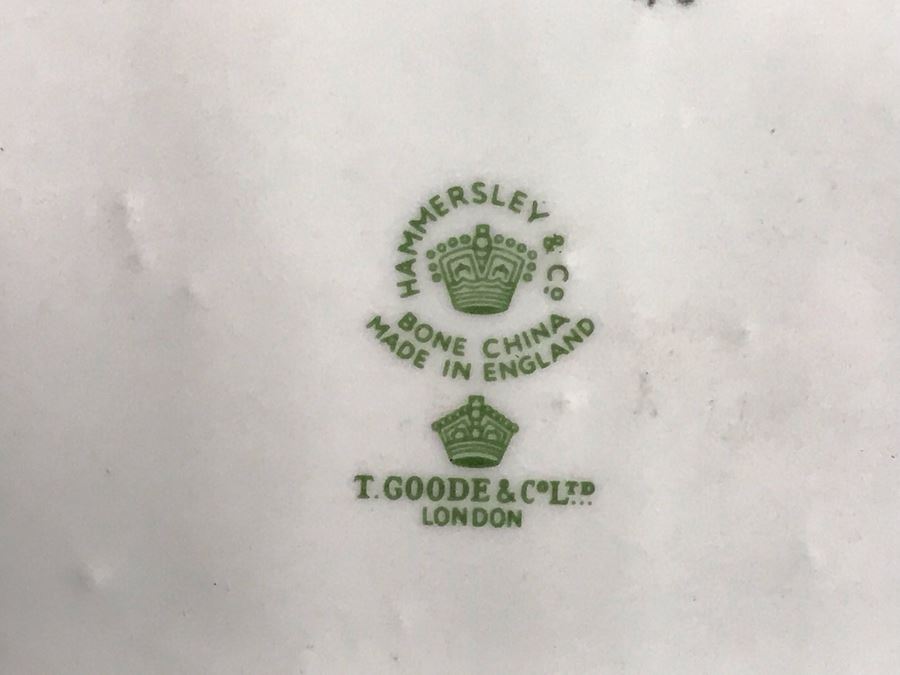 HAMMERSLEY & Cº
BONE CHINA
MADE IN ENGLAND
T. GOODE & Cº LTD
LONDON